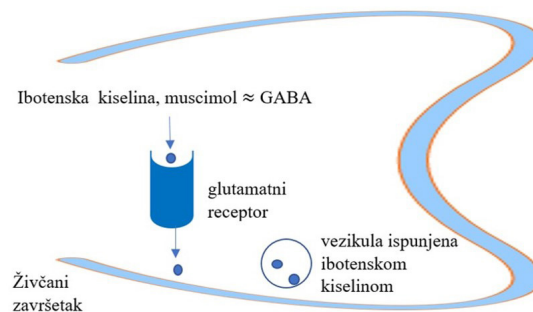 Ibotenska kiselina, muscimol ≈ GABA
glutamatni
receptor
vezikula ispunjena
ibotenskom
kiselinom
Živčani
završetak